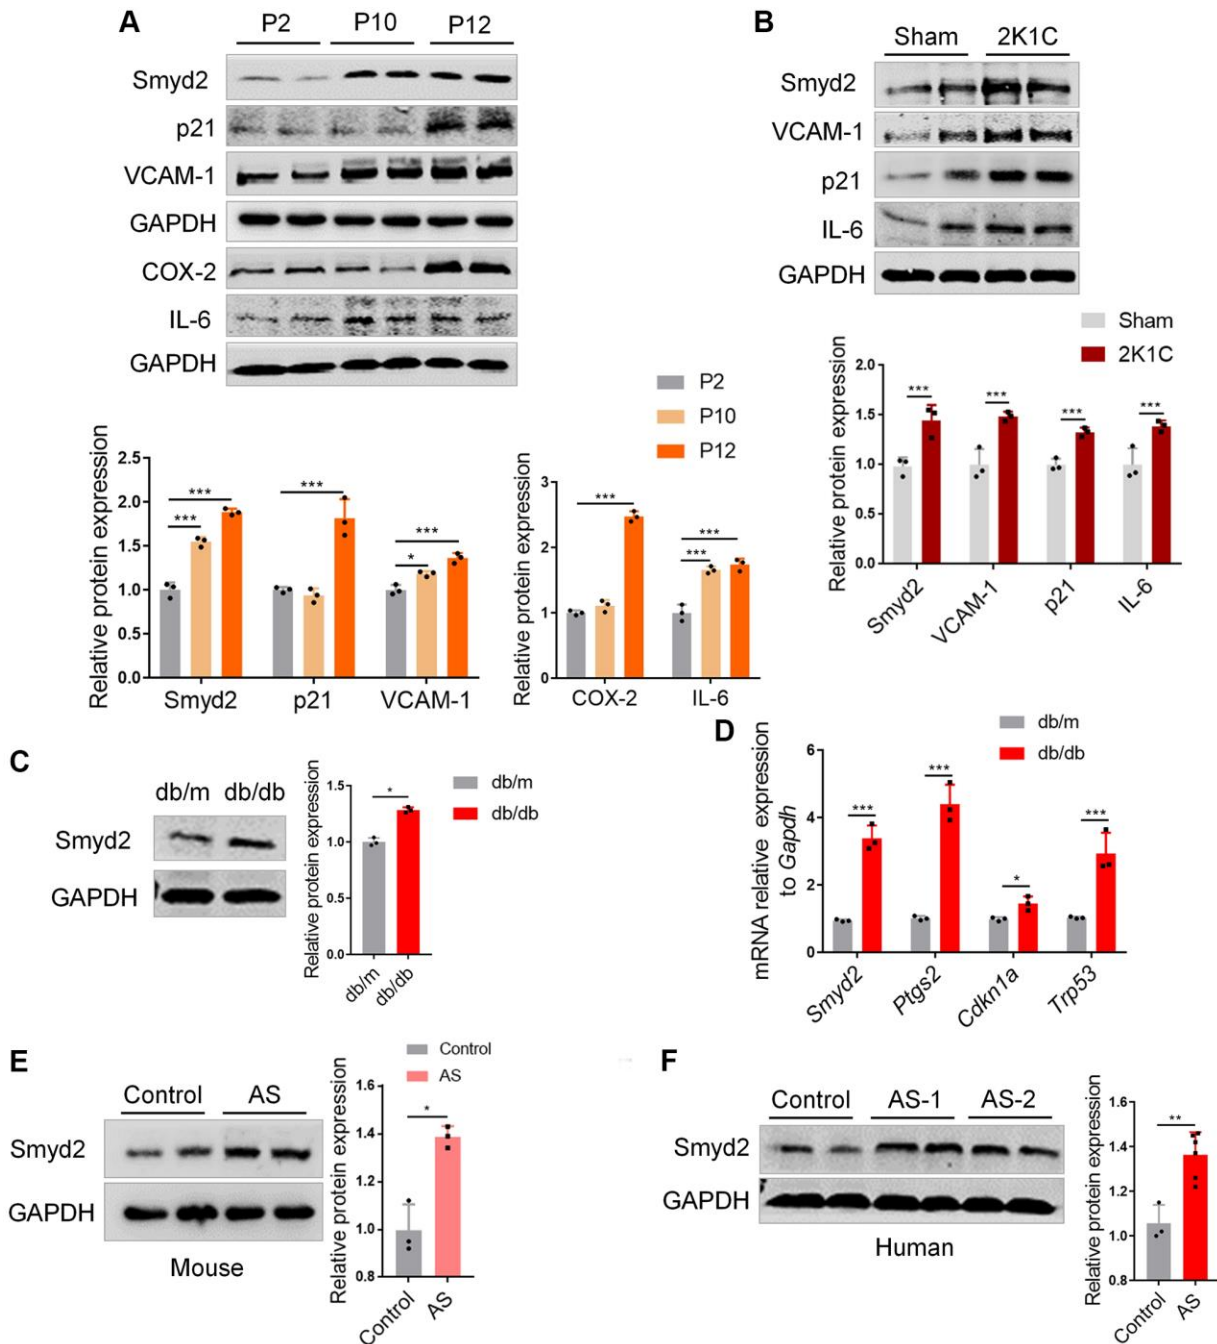 A
P2 P10 P12
Smyd2
p21
VCAM-1
GAPDH
COX-2
IL-6
GAPDH
P2
P10
P12
Relative protein expression
2.5
2.0
1.5
1.0
0.5
0.0
*** *** *** * ***
Smyd2 p21 VCAM-1
Relative protein expression
3
2
1
0
*** *** ***
COX-2 IL-6
B
Sham 2K1C
Smyd2
VCAM-1
p21
IL-6
GAPDH
Sham
2K1C
Relative protein expression
2.0
1.5
1.0
0.5
0.0
*** *** *** ***
Smyd2 VCAM-1 p21 IL-6
C
db/m db/db
Smyd2
GAPDH
Relative protein expression
1.5
1.0
0.5
0.0
*
db/m db/db
db/m
db/db
D
db/m
db/db
mRNA relative expression
to Gapdh
6
4
2
0
*** *** * ***
Smyd2 Ptgs2 Cdkn1a Trp53
E
Control AS
Smyd2
GAPDH
Mouse
Control
AS
Relative protein expression
1.6
1.4
1.2
1.0
0.8
*
Control AS
F
Control AS-1 AS-2
Smyd2
GAPDH
Human
Relative protein expression
1.6
1.4
1.2
1.0
0.8
**
Control AS